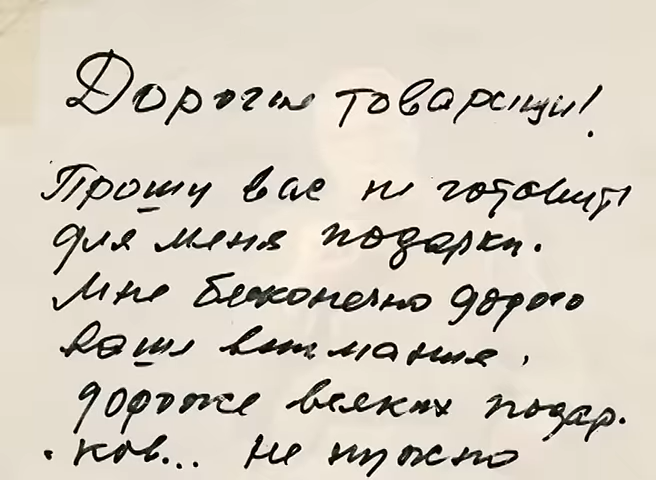 Дорогие товарищи!
Прошу вас не готовить
для меня подарки.
Мне бесконечно дорого
ваше внимание,
дороже всяких подар-
ков... Не нужно